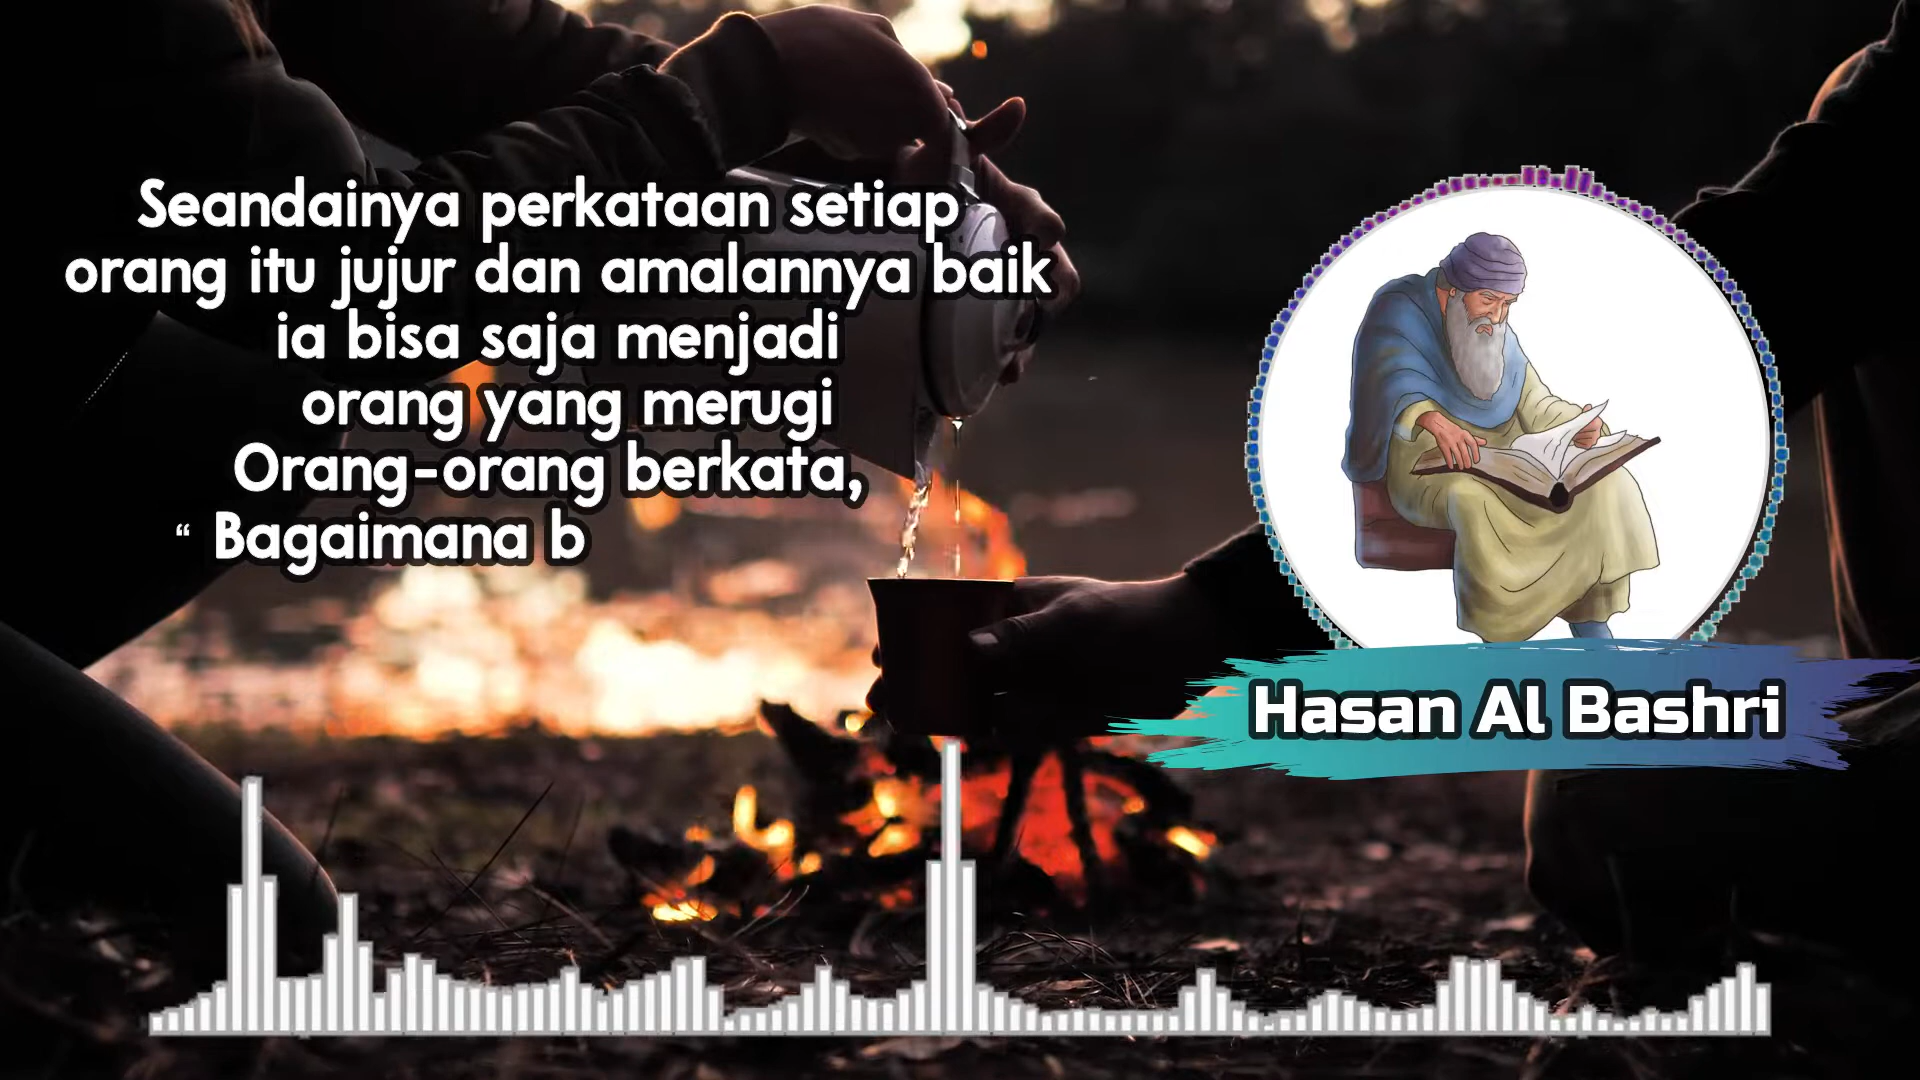 Seandainya perkataan setiap
orang itu jujur dan amalannya baik
ia bisa saja menjadi
orang yang merugi
Orang-orang berkata,
“ Bagaimana b
Hasan Al Bashri